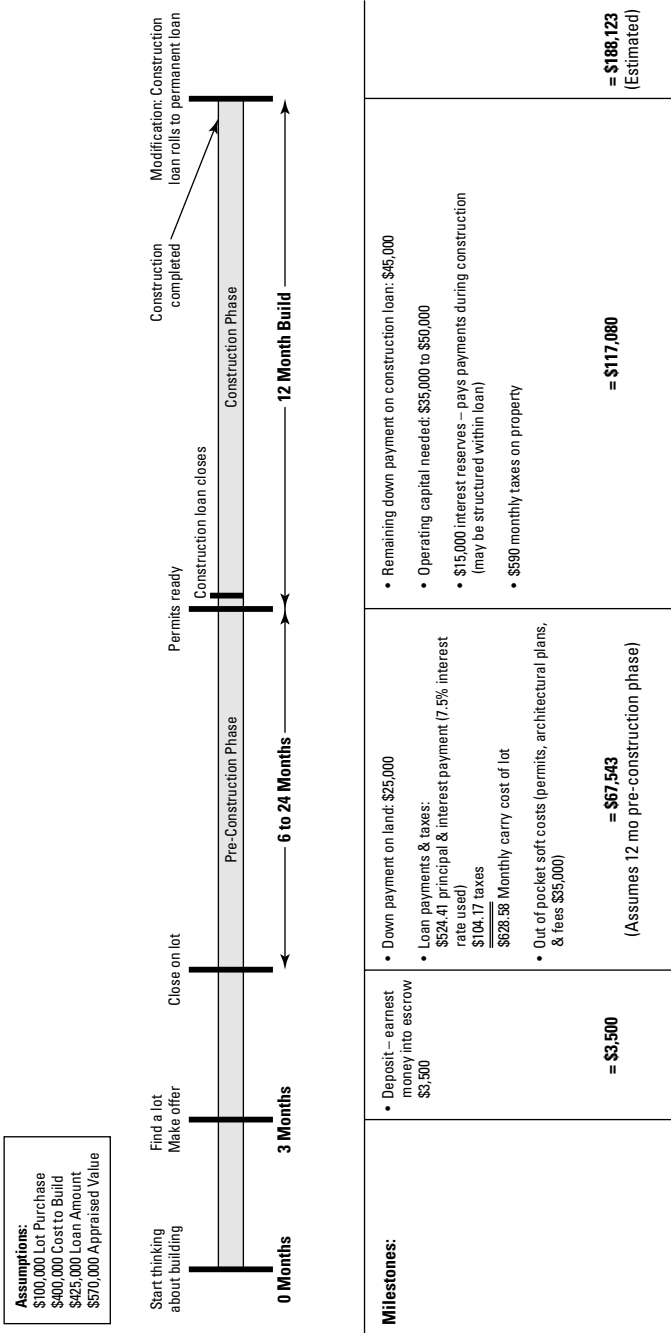 Assumptions:
$100,000 Lot Purchase
$400,000 Cost to Build
$425,000 Loan Amount
$570,000 Appraised Value
Start thinking
about building
Find a lot
Make offer
Close on lot
Permits ready
Construction loan closes
Construction
completed
Modification: Construction
loan rolls to permanent loan
Pre-Construction Phase
Construction Phase
0 Months
3 Months
6 to 24 Months
12 Month Build
Milestones:
• Deposit – earnest
money into escrow
$3,500
= $3,500
• Down payment on land: $25,000
• Loan payments & taxes:
$524.41 principal & interest payment (7.5% interest
rate used)
$104.17 taxes
$628.58 Monthly carry cost of lot
• Out of pocket soft costs (permits, architectural plans,
& fees $35,000)
= $67,543
(Assumes 12 mo pre-construction phase)
• Remaining down payment on construction loan: $45,000
• Operating capital needed: $35,000 to $50,000
• $15,000 interest reserves – pays payments during construction
(may be structured within loan)
• $590 monthly taxes on property
= $117,080
= $188,123
(Estimated)